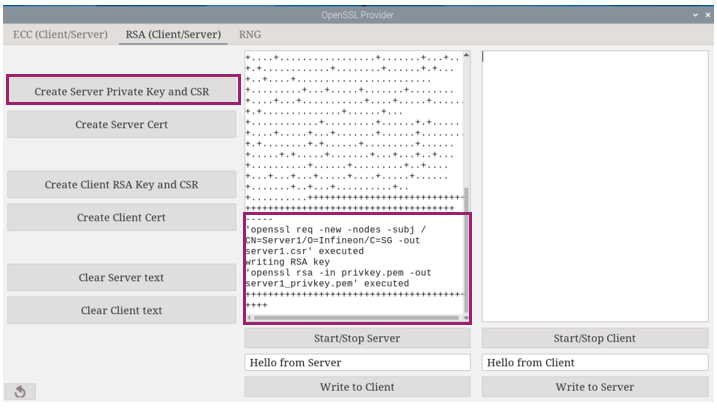 OpenSSL Provider
ECC (Client/Server)
RSA (Client/Server)
RNG
Create Server Private Key and CSR
Create Server Cert
Create Client RSA Key and CSR
Create Client Cert
Clear Server text
Clear Client text
-----
'openssl req -new -nodes -subj /
CN=Server1/O=Infineon/C=SG -out
server1.csr' executed
writing RSA key
'openssl rsa -in privkey.pem -out
server1_privkey.pem' executed
++++
Start/Stop Server
Hello from Server
Write to Client
Start/Stop Client
Hello from Client
Write to Server